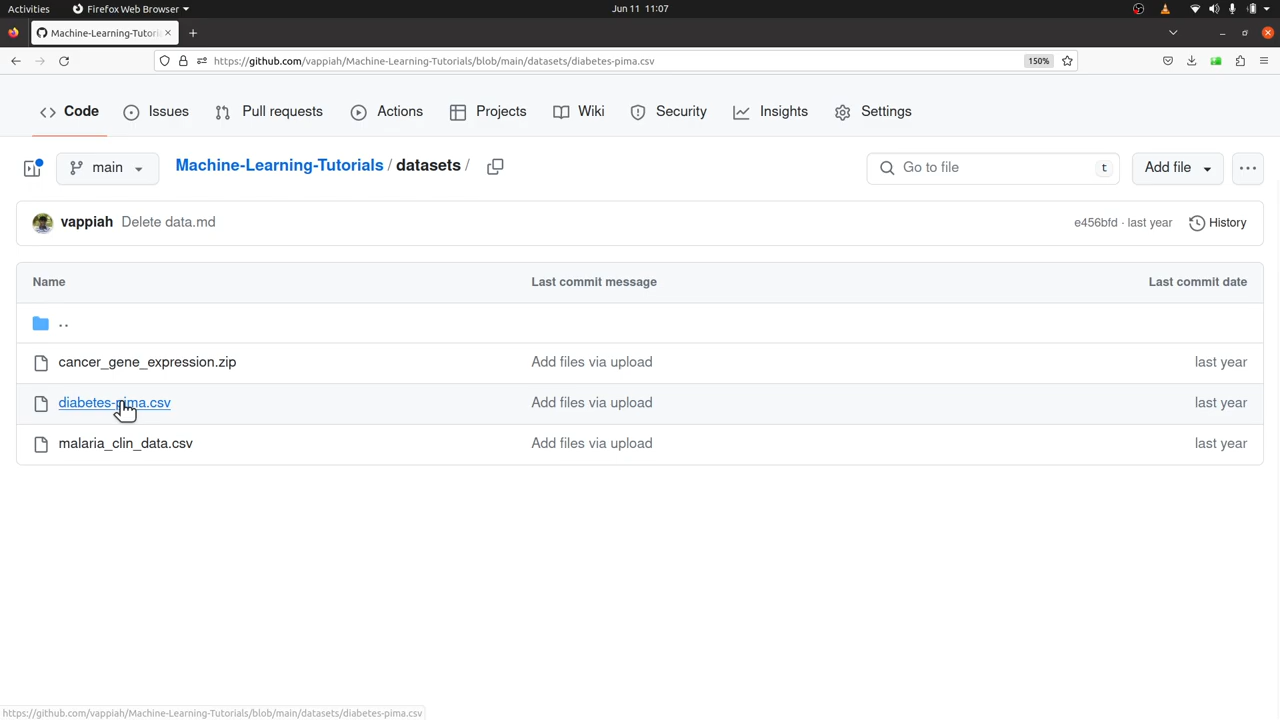 Activities Firefox Web Browser Jun 11 11:07
Machine-Learning-Tutori
https://github.com/vappiah/Machine-Learning-Tutorials/blob/main/datasets/diabetes-pima.csv 150%
Code Issues Pull requests Actions Projects Wiki Security Insights Settings
main Machine-Learning-Tutorials / datasets / Go to file t Add file ...
vappiah Delete data.md e456bfd · last year History
Name Last commit message Last commit date
..
cancer_gene_expression.zip Add files via upload last year
diabetes-pima.csv Add files via upload last year
malaria_clin_data.csv Add files via upload last year
https://github.com/vappiah/Machine-Learning-Tutorials/blob/main/datasets/diabetes-pima.csv